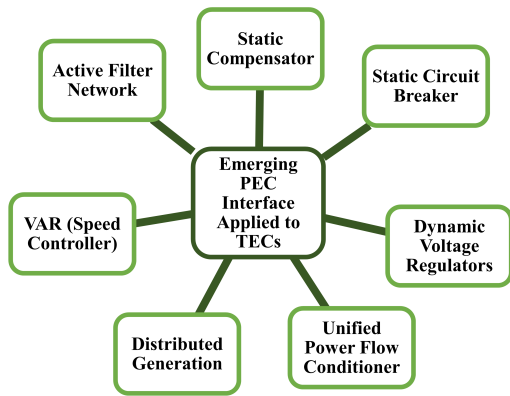 Static
Compensator
Active Filter
Network
Static Circuit
Breaker
Emerging
PEC
Interface
Applied to
TECs
VAR (Speed
Controller)
Dynamic
Voltage
Regulators
Distributed
Generation
Unified
Power Flow
Conditioner